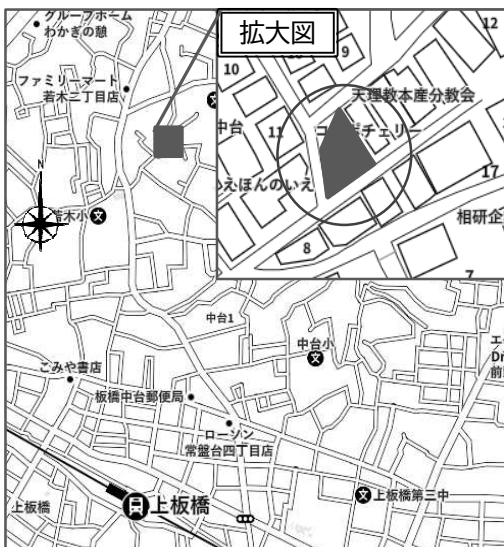 グループホーム
わかぎの憩
拡大図
9
12
10
ファミリーマート
若木二丁目店
天理教本産分教会
中台
11
チェリー
えほんのいえ
17
相研企
8
7
N
若木小
文
中台1
中台小
文
ごみや書店
板橋中台郵便局
ローソン
常盤台四丁目店
上板橋
上板橋
文
上板橋第三中